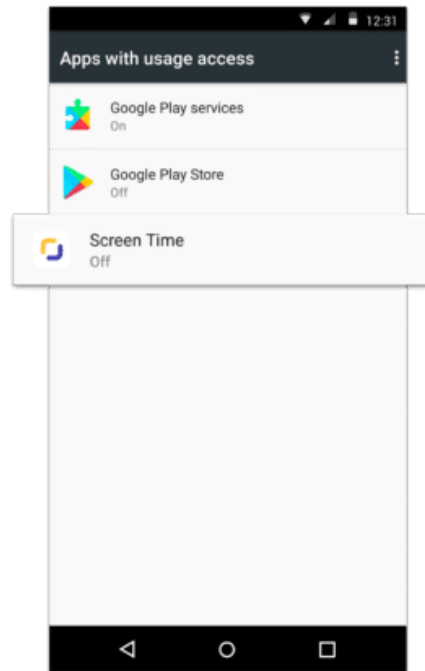 12:31
Apps with usage access
Google Play services
On
Google Play Store
Off
Screen Time
Off